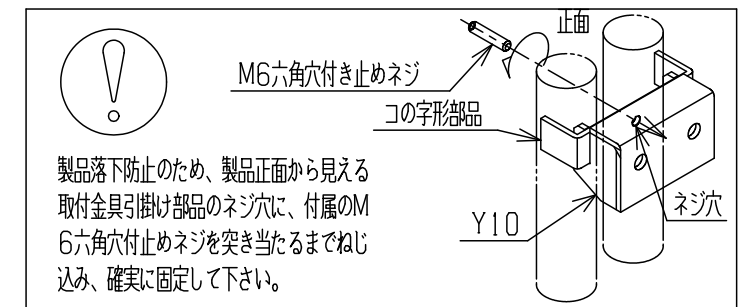 正面
M6六角穴付き止めネジ
コの字形部品
製品落下防止のため、製品正面から見える
取付金具引掛け部品のネジ穴に、付属のM
6六角穴付止めネジを突き当たるまでねじ
込み、確実に固定して下さい。
Y10
ネジ穴